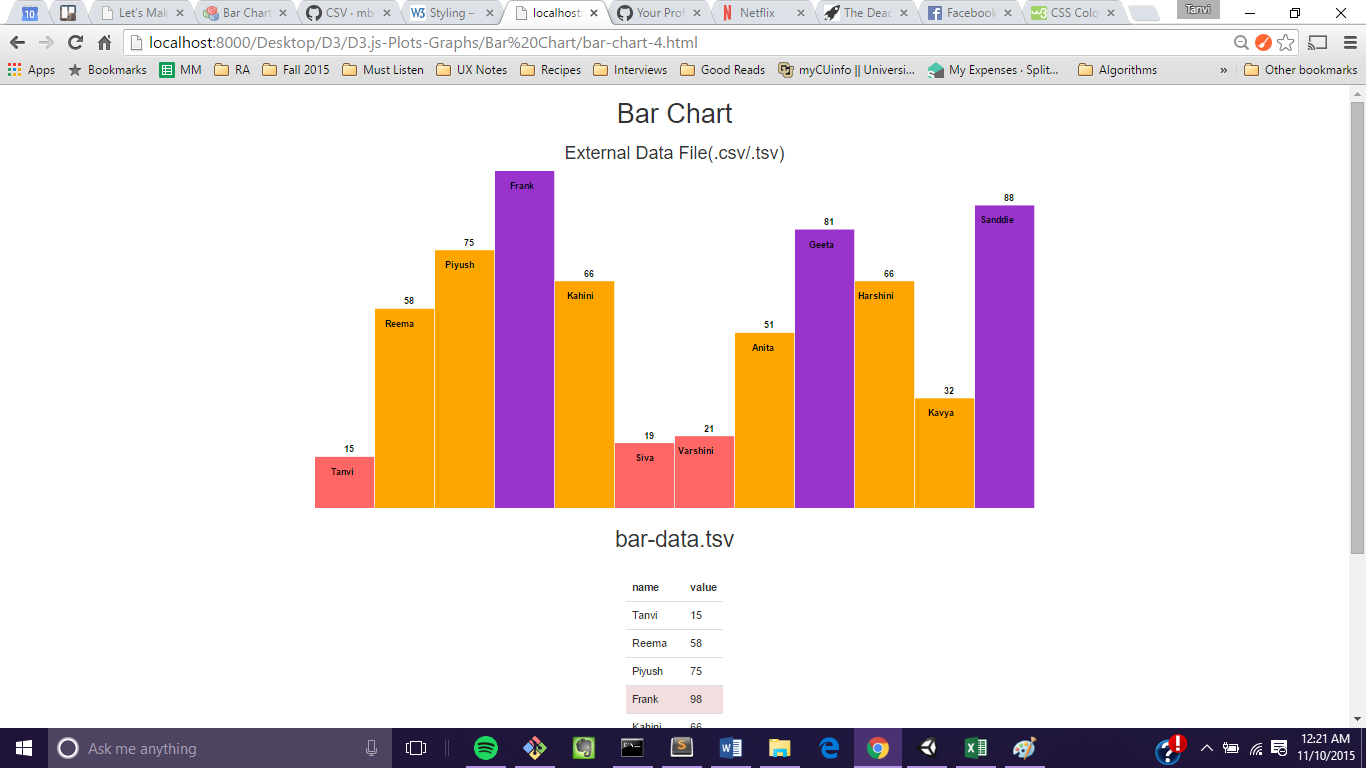 10
Let's Mak
Bar Chart
CSV · mb
Styling –
localhost:
Your Prof
Netflix
The Deac
Facebook
CSS Colo
Tanvi
localhost:8000/Desktop/D3/D3.js-Plots-Graphs/Bar%20Chart/bar-chart-4.html
Apps
Bookmarks
MM
RA
Fall 2015
Must Listen
UX Notes
Recipes
Interviews
Good Reads
myCUinfo || Universi...
My Expenses · Split...
Algorithms
»
Other bookmarks
Bar Chart
External Data File(.csv/.tsv)
Frank
88
Sanddie
81
Geeta
75
Piyush
66
Kahini
66
Harshini
58
Reema
51
Anita
32
Kavya
21
Varshini
19
Siva
15
Tanvi
bar-data.tsv
name value
Tanvi 15
Reema 58
Piyush 75
Frank 98
Kahini 66
Ask me anything
12:21 AM
11/10/2015